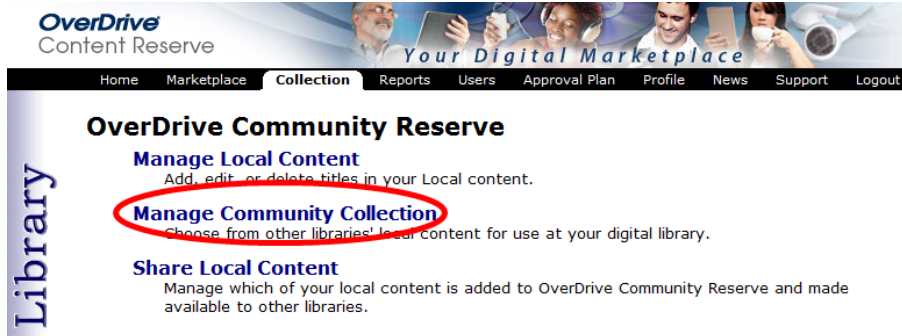 OverDrive
Content Reserve
Your Digital Marketplace
Home Marketplace Collection Reports Users Approval Plan Profile News Support Logout
Library
OverDrive Community Reserve
Manage Local Content
Add, edit, or delete titles in your Local content.
Manage Community Collection
Choose from other libraries' local content for use at your digital library.
Share Local Content
Manage which of your local content is added to OverDrive Community Reserve and made
available to other libraries.